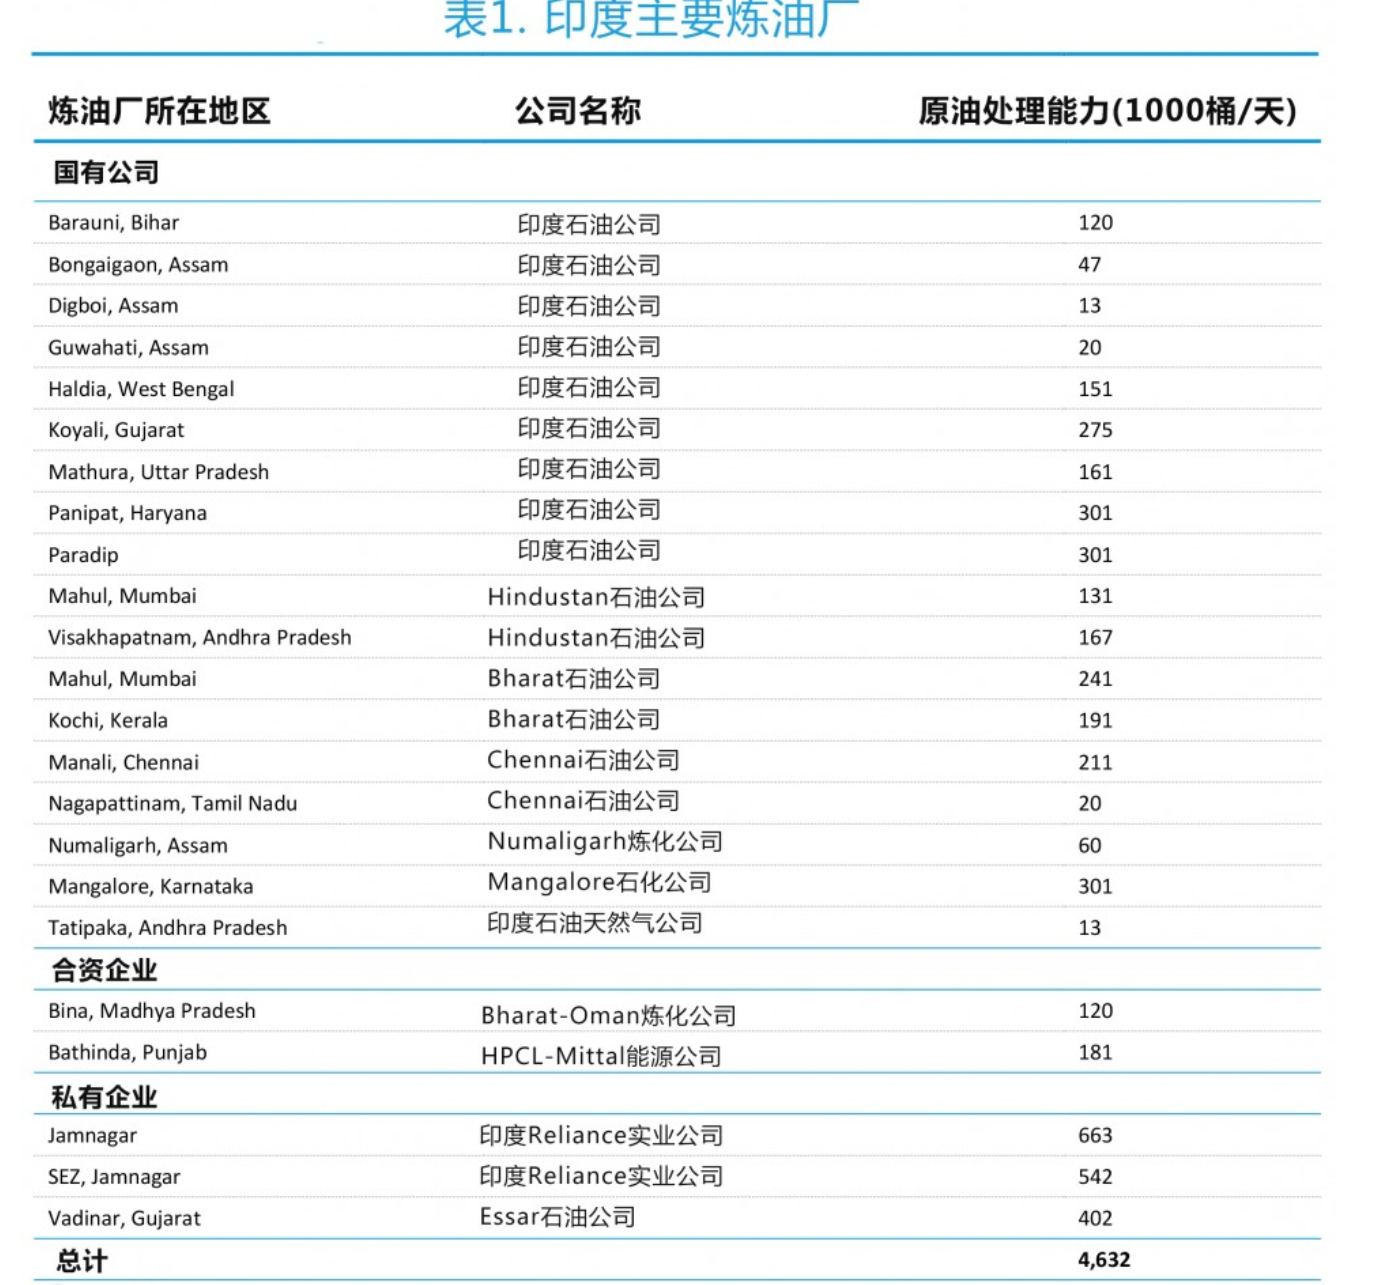 表1. 印度主要炼油厂
炼油厂所在地区 公司名称 原油处理能力(1000桶/天)
国有公司
Barauni, Bihar 印度石油公司 120
Bongaigaon, Assam 印度石油公司 47
Digboi, Assam 印度石油公司 13
Guwahati, Assam 印度石油公司 20
Haldia, West Bengal 印度石油公司 151
Koyali, Gujarat 印度石油公司 275
Mathura, Uttar Pradesh 印度石油公司 161
Panipat, Haryana 印度石油公司 301
Paradip 印度石油公司 301
Mahul, Mumbai Hindustan石油公司 131
Visakhapatnam, Andhra Pradesh Hindustan石油公司 167
Mahul, Mumbai Bharat石油公司 241
Kochi, Kerala Bharat石油公司 191
Manali, Chennai Chennai石油公司 211
Nagapattinam, Tamil Nadu Chennai石油公司 20
Numaligarh, Assam Numaligarh炼化公司 60
Mangalore, Karnataka Mangalore石化公司 301
Tatipaka, Andhra Pradesh 印度石油天然气公司 13
合资企业
Bina, Madhya Pradesh Bharat-Oman炼化公司 120
Bathinda, Punjab HPCL-Mittal能源公司 181
私有企业
Jamnagar 印度Reliance实业公司 663
SEZ, Jamnagar 印度Reliance实业公司 542
Vadinar, Gujarat Essar石油公司 402
总计 4,632